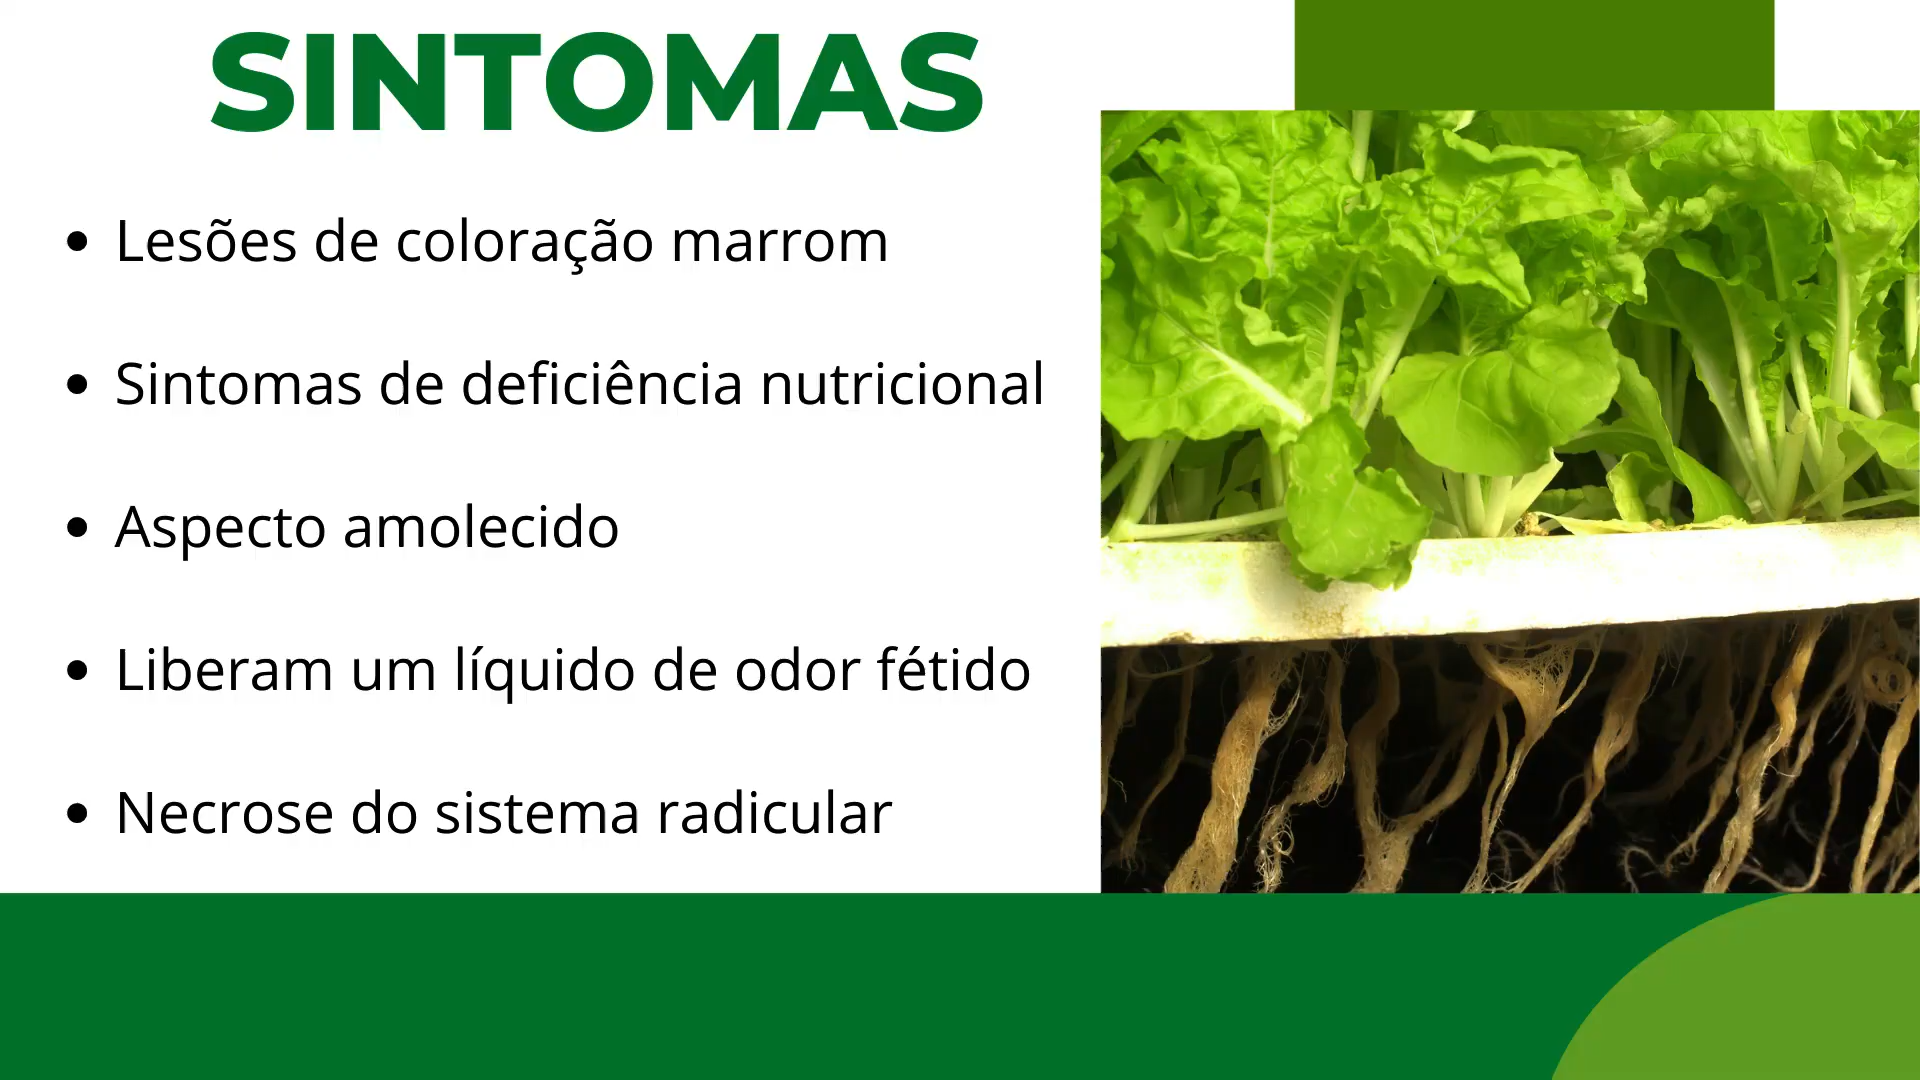 SINTOMAS
• Lesões de coloração marrom
• Sintomas de deficiência nutricional
• Aspecto amolecido
• Liberam um líquido de odor fétido
• Necrose do sistema radicular